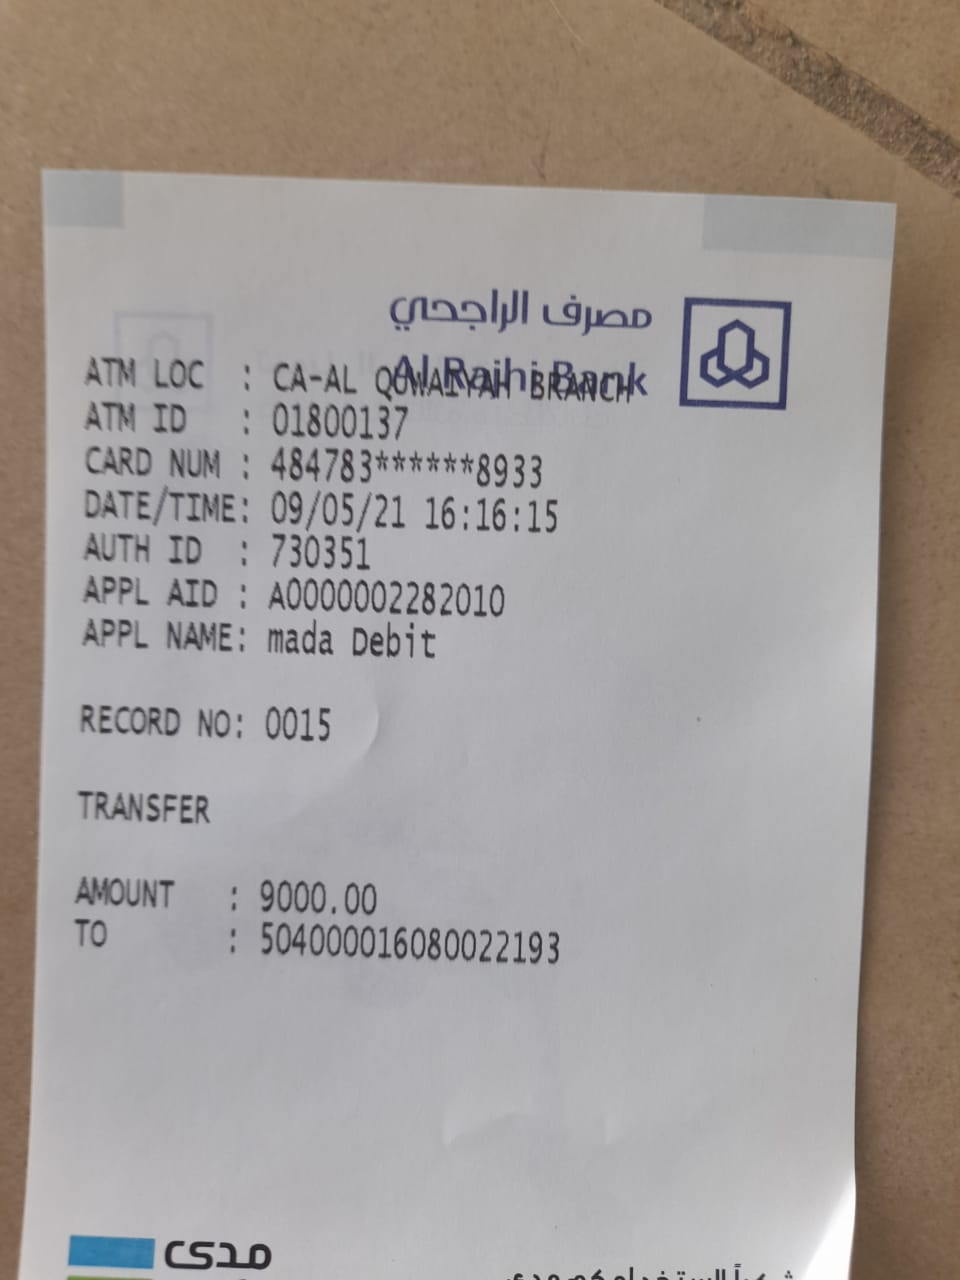 مصرف الراجحي
Al Rajhi Bank
ATM LOC : CA-AL QUWAIYAH BRANCH
ATM ID : 01800137
CARD NUM : 484783******8933
DATE/TIME: 09/05/21 16:16:15
AUTH ID : 730351
APPL AID : A0000002282010
APPL NAME: mada Debit
RECORD NO: 0015
TRANSFER
AMOUNT : 9000.00
TO : 504000016080022193
مدى